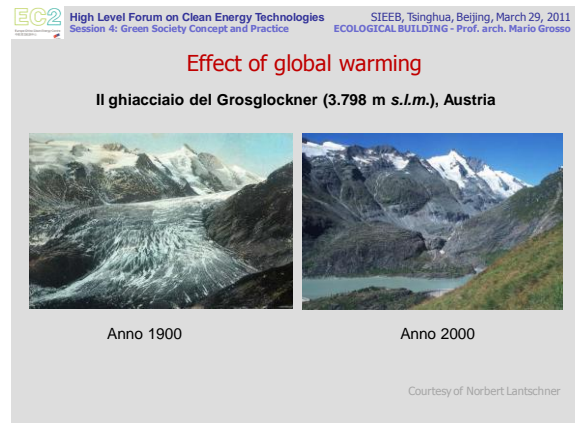 EC2
High Level Forum on Clean Energy Technologies
Session 4: Green Society Concept and Practice
SIEEB, Tsinghua, Beijing, March 29, 2011
ECOLOGICAL BUILDING - Prof. arch. Mario Grosso
Effect of global warming
Il ghiacciaio del Grosglockner (3.798 m s.l.m.), Austria
Anno 1900
Anno 2000
Courtesy of Norbert Lantschner